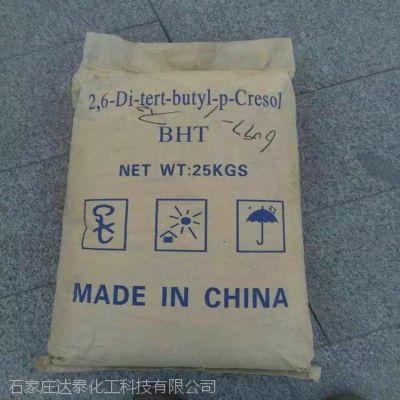 2,6-Di-tert-butyl-p-Cresol
BHT
NET WT:25KGS
MADE IN CHINA
石家庄达泰化工科技有限公司